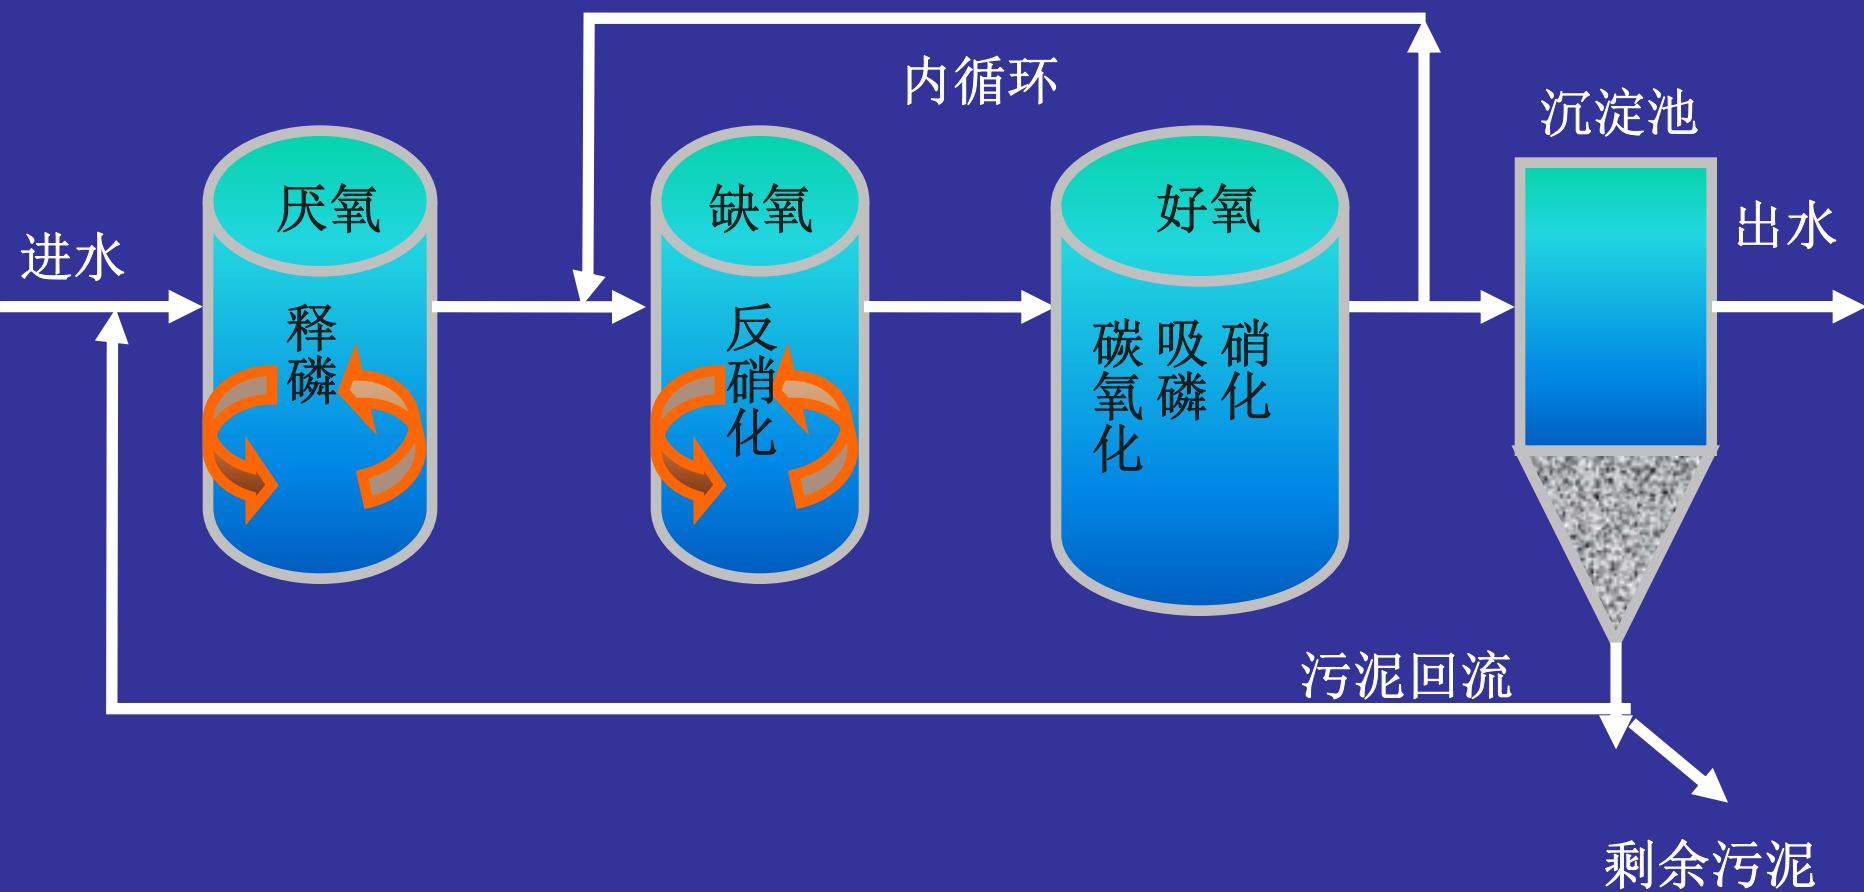 内循环
沉淀池
厌氧
缺氧
好氧
进水
出水
释磷
反硝化
碳氧化
吸磷
硝化
污泥回流
剩余污泥